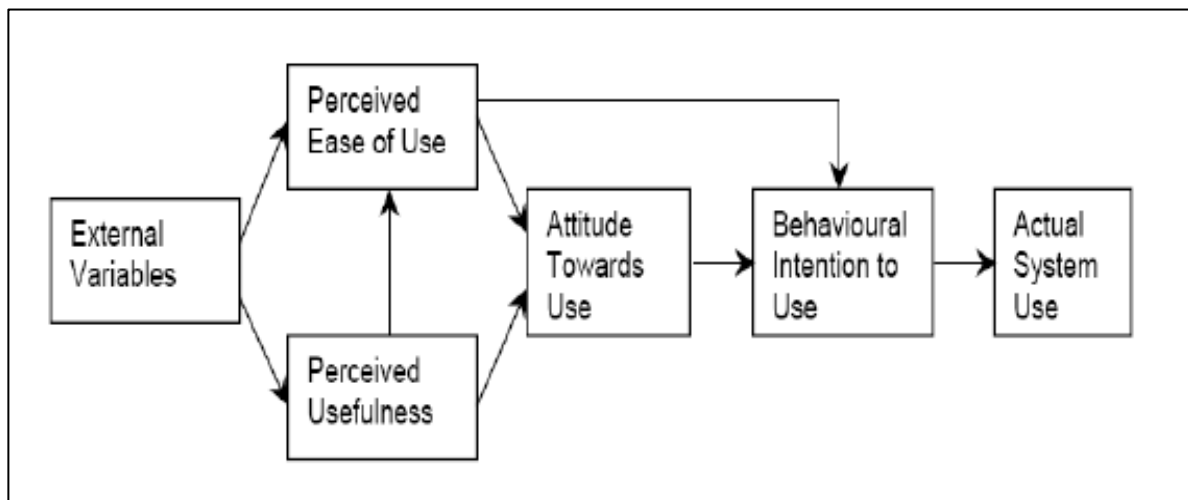 External
Variables
Perceived
Ease of Use
Perceived
Usefulness
Attitude
Towards
Use
Behavioural
Intention to
Use
Actual
System
Use